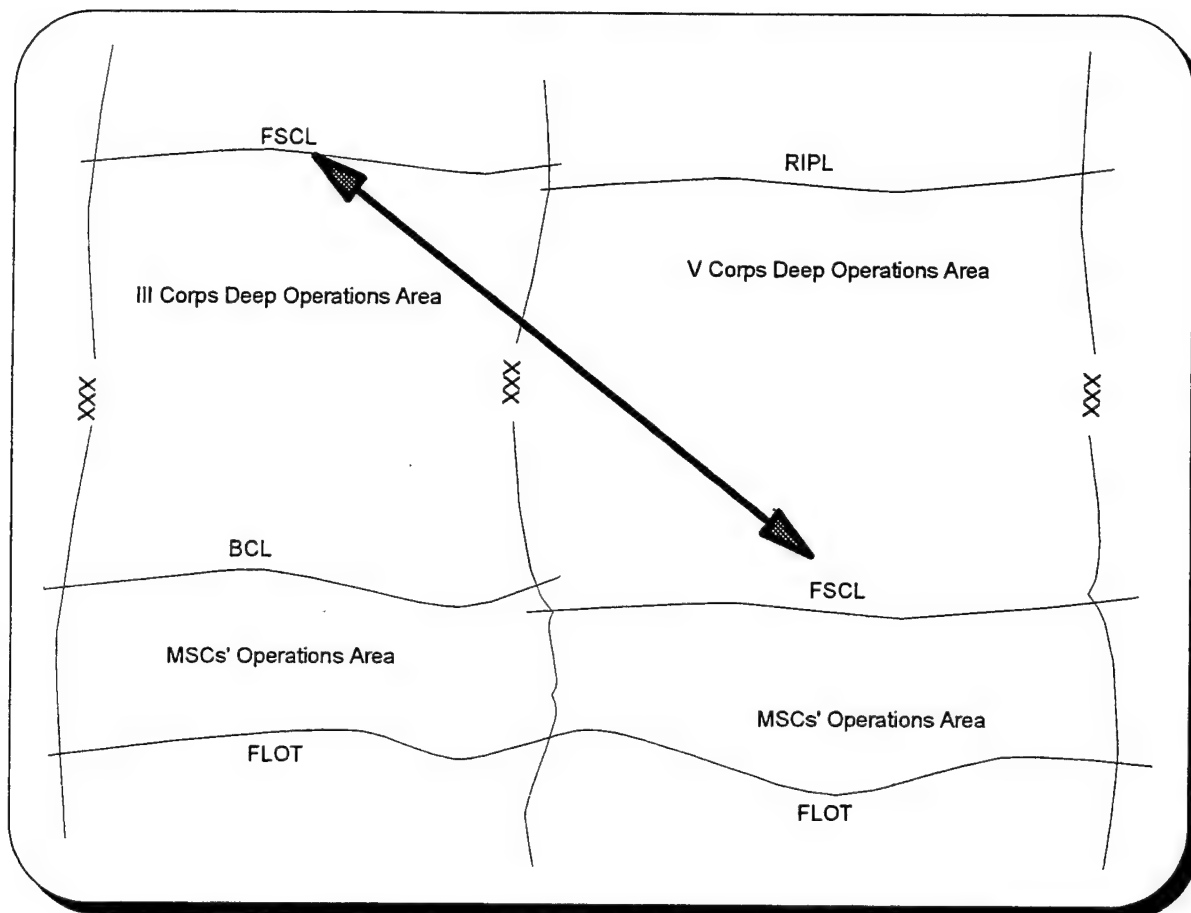 FSCL
RIPL
V Corps Deep Operations Area
III Corps Deep Operations Area
XXX
XXX
XXX
BCL
FSCL
MSCs' Operations Area
MSCs' Operations Area
FLOT
FLOT